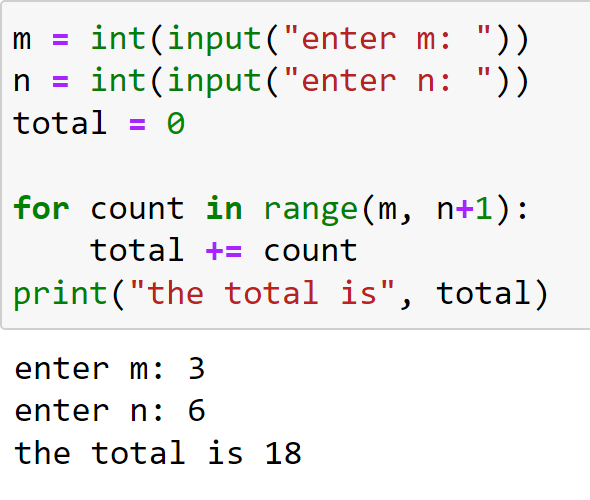 m = int(input("enter m: "))
n = int(input("enter n: "))
total = 0
for count in range(m, n+1):
    total += count
print("the total is", total)
enter m: 3
enter n: 6
the total is 18